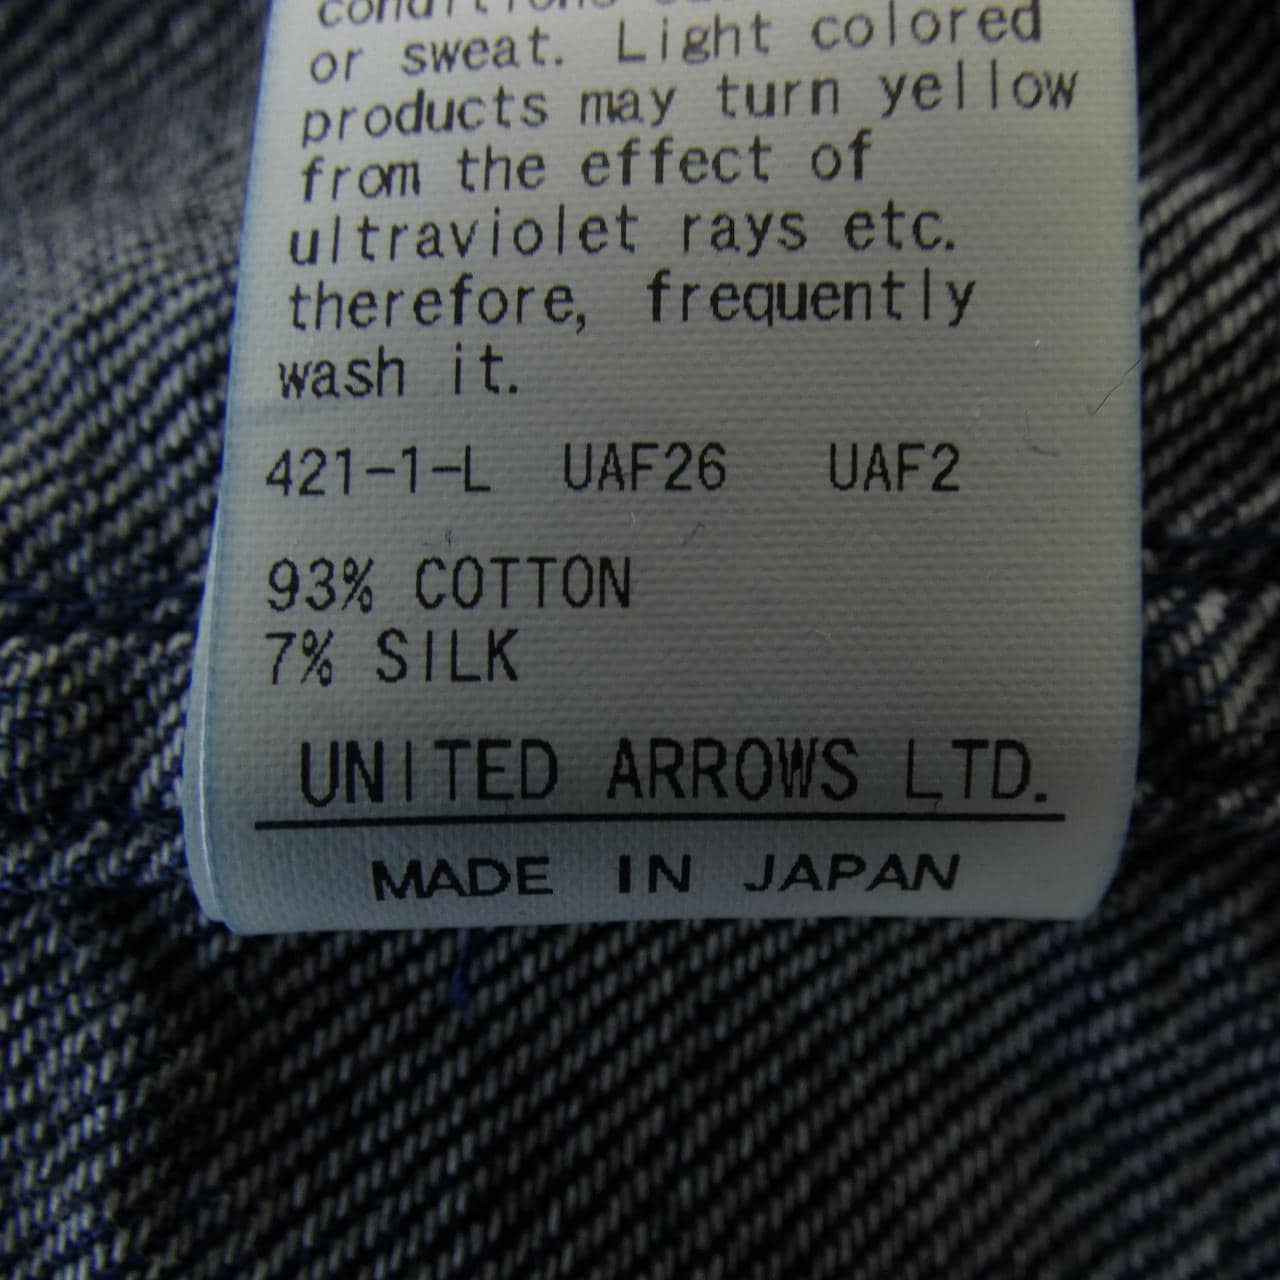 conditions
or sweat. Light colored
products may turn yellow
from the effect of
ultraviolet rays etc.
therefore, frequently
wash it.
421-1-L UAF26 UAF2
93% COTTON
7% SILK
UNITED ARROWS LTD.
MADE IN JAPAN